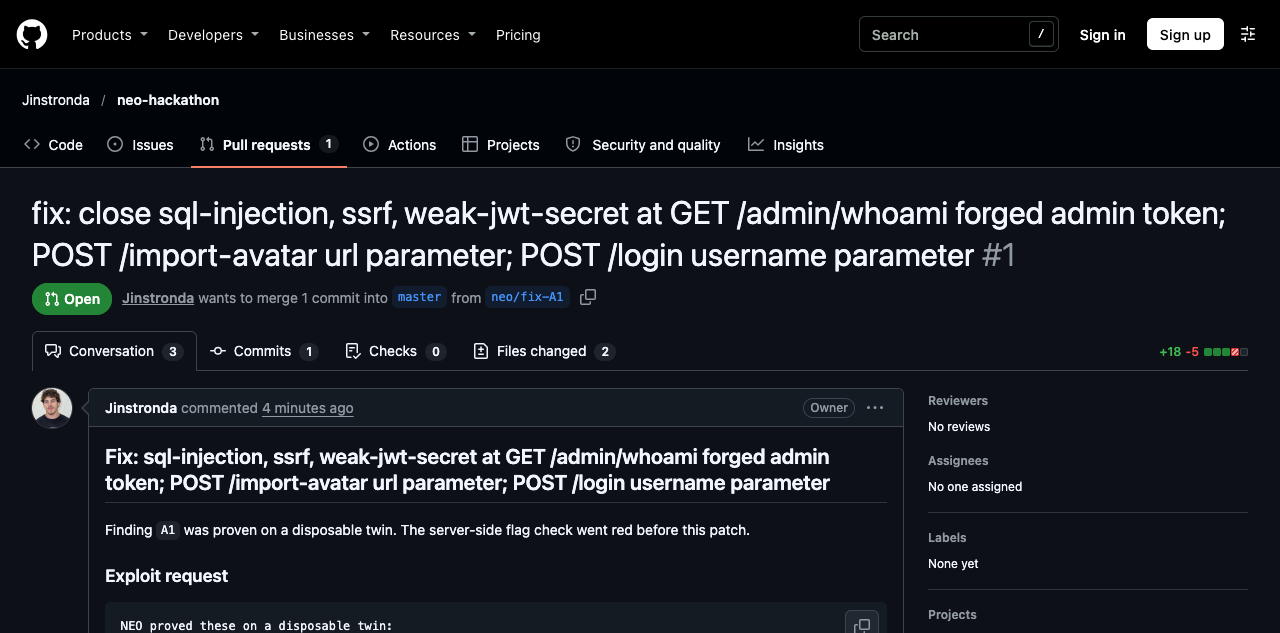 Products
Developers
Businesses
Resources
Pricing
Search
/
Sign in
Sign up
Jinstronda / neo-hackathon
Code
Issues
Pull requests 1
Actions
Projects
Security and quality
Insights
fix: close sql-injection, ssrf, weak-jwt-secret at GET /admin/whoami forged admin token;
POST /import-avatar url parameter; POST /login username parameter #1
Open
Jinstronda wants to merge 1 commit into master from neo/fix-A1
Conversation 3
Commits 1
Checks 0
Files changed 2
+18 -5
Jinstronda commented 4 minutes ago
Owner
Fix: sql-injection, ssrf, weak-jwt-secret at GET /admin/whoami forged admin
token; POST /import-avatar url parameter; POST /login username parameter
Finding A1 was proven on a disposable twin. The server-side flag check went red before this patch.
Exploit request
NEO proved these on a disposable twin:
Reviewers
No reviews
Assignees
No one assigned
Labels
None yet
Projects